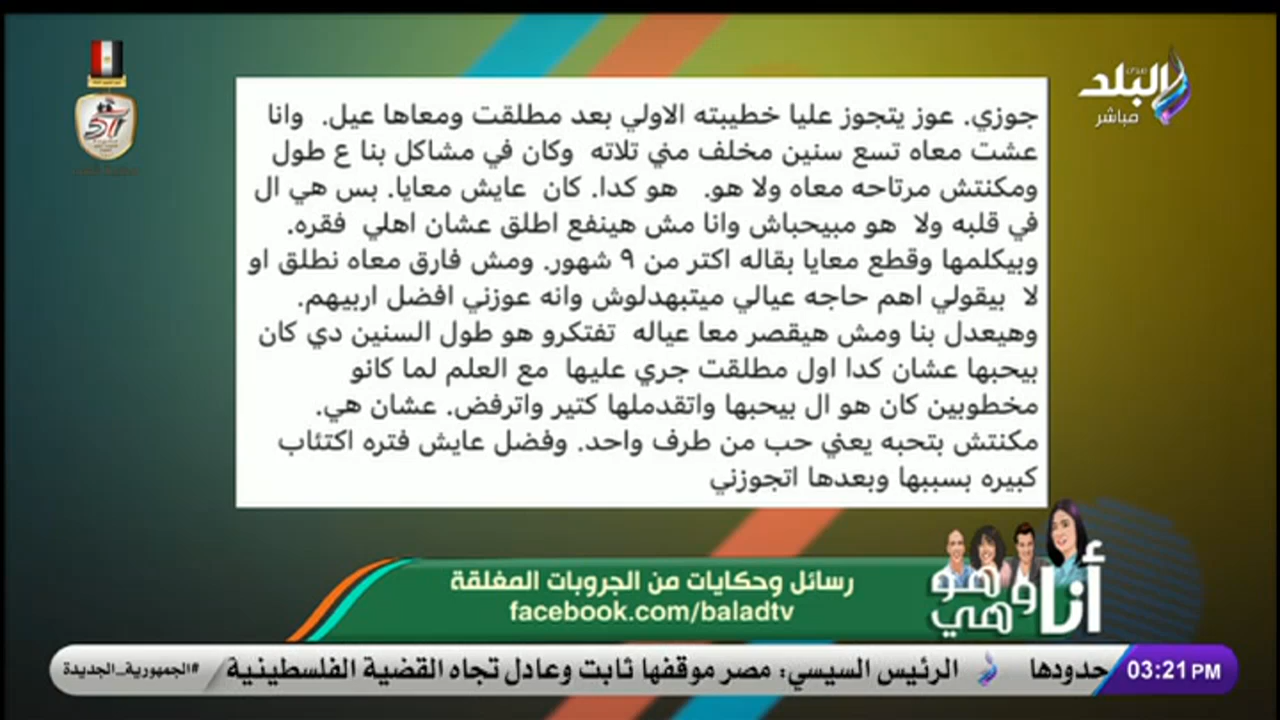 صدى
البلد
مباشر
جوزي. عوز يتجوز عليا خطيبته الاولي بعد مطلقت ومعاها عيل. وانا
عشت معاه تسع سنين مخلف مني تلاته وكان في مشاكل بنا ع طول
ومكنتش مرتاحه معاه ولا هو. هو كدا. كان عايش معايا. بس هي ال
في قلبه ولا هو مبيحباش وانا مش هينفع اطلق عشان اهلي فقره.
وبيكلمها وقطع معايا بقاله اكتر من ٩ شهور. ومش فارق معاه نطلق او
لا بيقولي اهم حاجه عيالي ميتبهدلوش وانه عوزني افضل اربيهم.
وهيعدل بنا ومش هيقصر معا عياله تفتكرو هو طول السنين دي كان
بيحبها عشان كدا اول مطلقت جري عليها مع العلم لما كانو
مخطوبين كان هو ال بيحبها واتقدملها كتير واترفض. عشان هي.
مكنتش بتحبه يعني حب من طرف واحد. وفضل عايش فتره اكتئاب
كبيره بسببها وبعدها اتجوزني
أنا وهو وهي
رسائل وحكايات من الجروبات المغلقة
facebook.com/baladtv
03:21 PM
حدودها الرئيس السيسي: مصر موقفها ثابت وعادل تجاه القضية الفلسطينية
#الجمهورية_الجديدة